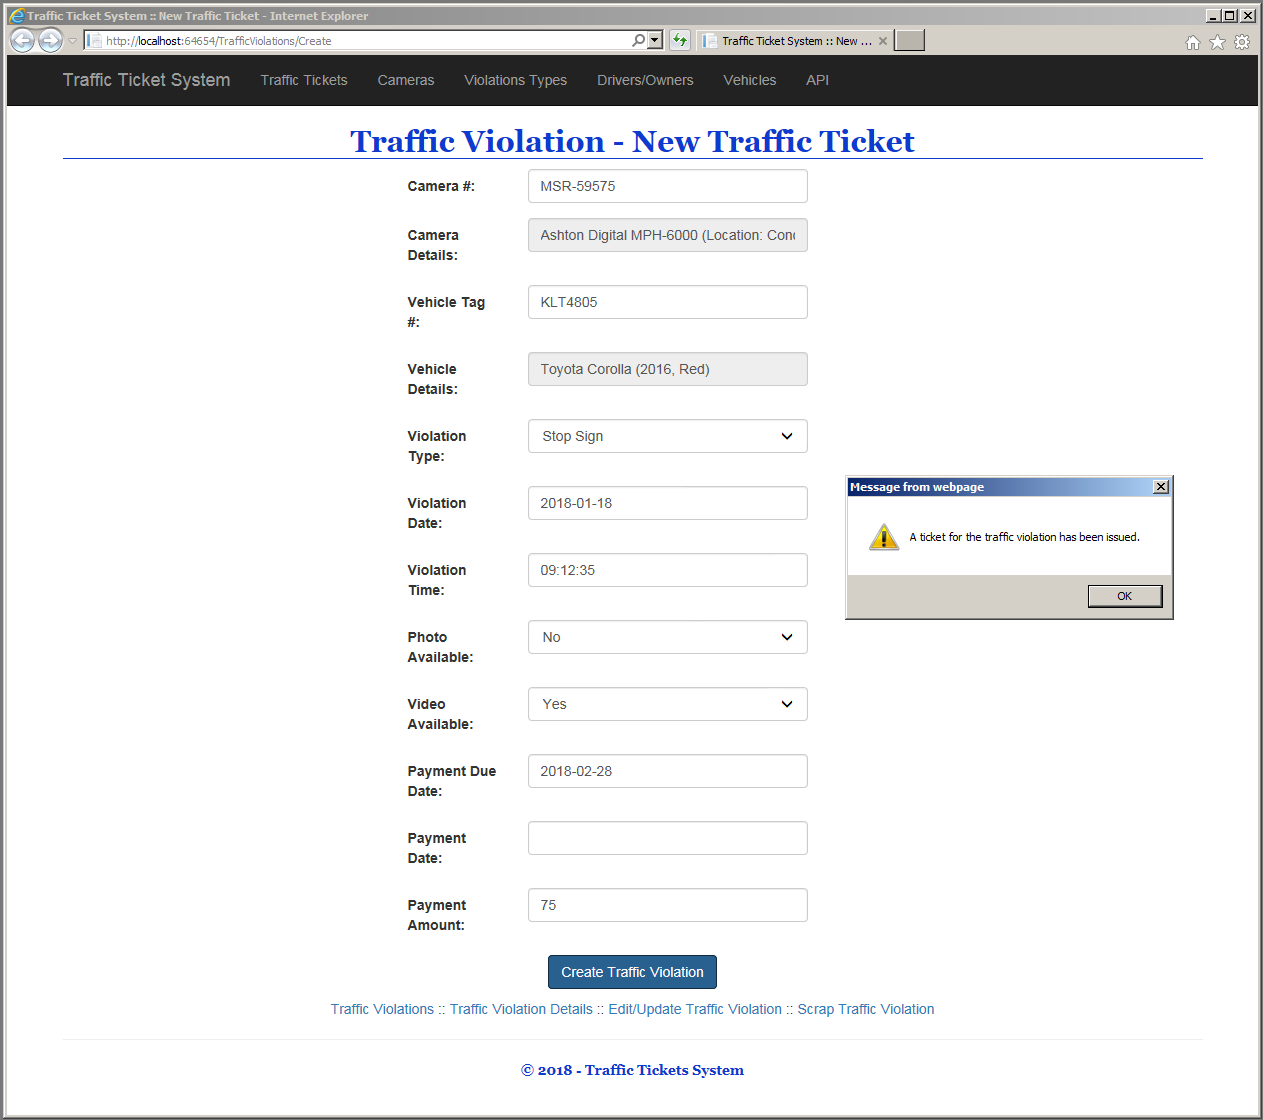 Traffic Ticket System :: New Traffic Ticket - Internet Explorer
http://localhost:64654/TrafficViolations/Create
Traffic Ticket System :: New ...
Traffic Ticket System
Traffic Tickets
Cameras
Violations Types
Drivers/Owners
Vehicles
API
Traffic Violation - New Traffic Ticket
Camera #:
MSR-59575
Camera
Details:
Ashton Digital MPH-6000 (Location: Con
Vehicle Tag
#:
KLT4805
Vehicle
Details:
Toyota Corolla (2016, Red)
Violation
Type:
Stop Sign
Violation
Date:
2018-01-18
Message from webpage
A ticket for the traffic violation has been issued.
OK
Violation
Time:
09:12:35
Photo
Available:
No
Video
Available:
Yes
Payment Due
Date:
2018-02-28
Payment
Date:
Payment
Amount:
75
Create Traffic Violation
Traffic Violations :: Traffic Violation Details :: Edit/Update Traffic Violation :: Scrap Traffic Violation
© 2018 - Traffic Tickets System